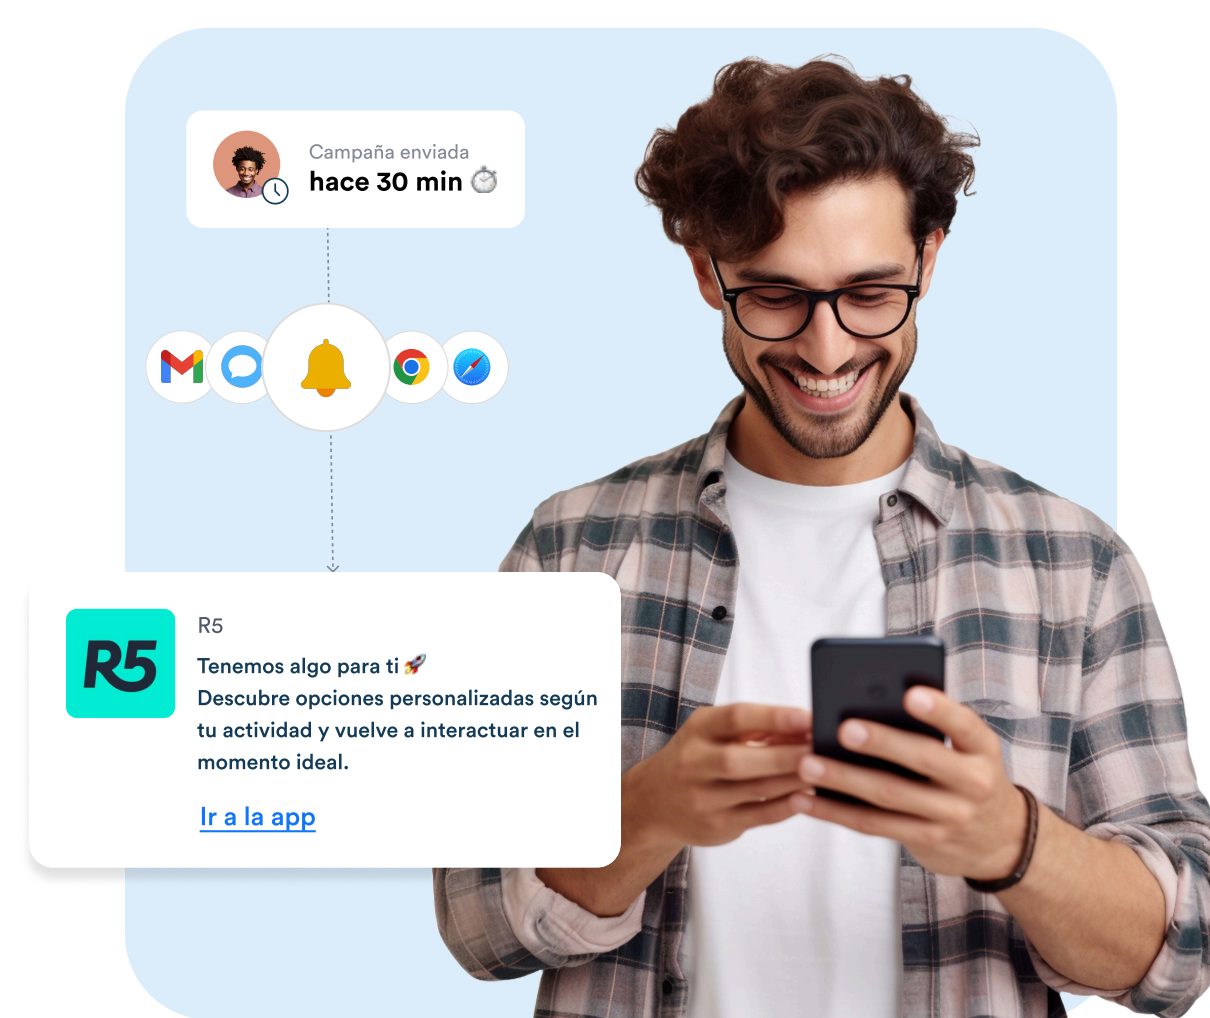 Campaña enviada
hace 30 min
R5
R5
Tenemos algo para ti 🚀
Descubre opciones personalizadas según
tu actividad y vuelve a interactuar en el
momento ideal.
Ir a la app